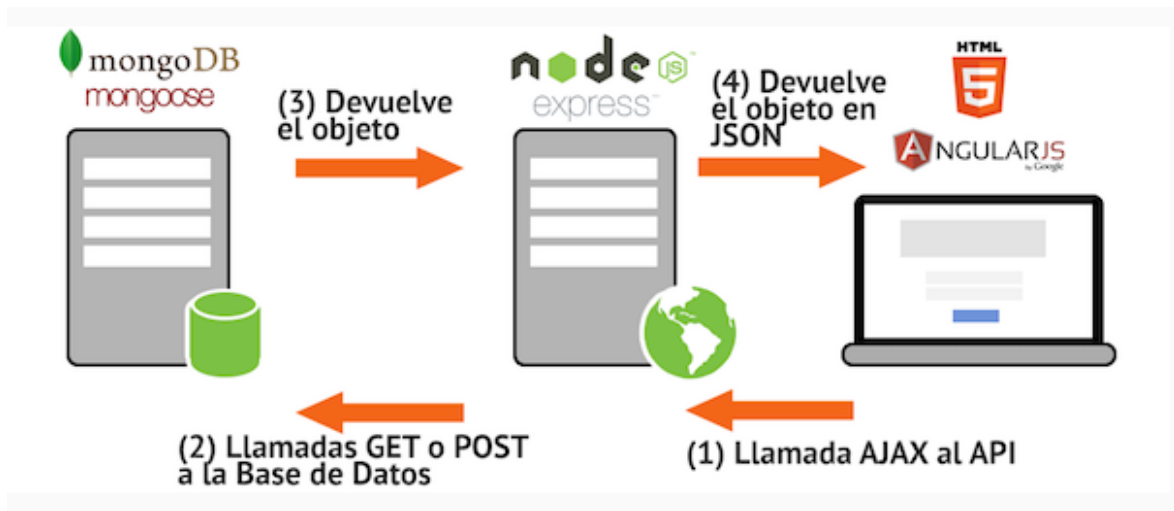 mongoDB
mongoose
(3) Devuelve
el objeto
node JS
express
(4) Devuelve
el objeto en
JSON
HTML
5
ANGULARJS
by Google
(2) Llamadas GET o POST
a la Base de Datos
(1) Llamada AJAX al API